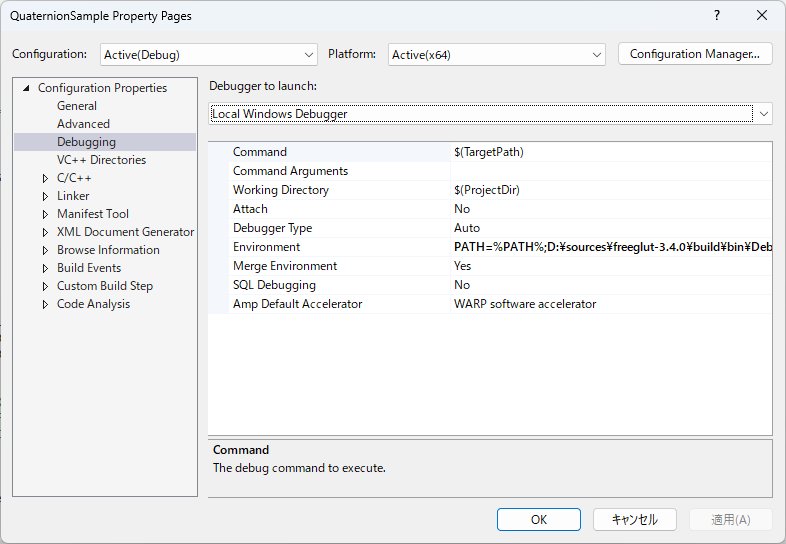 QuaternionSample Property Pages
Configuration: Active(Debug) Platform: Active(x64) Configuration Manager...
Configuration Properties
General
Advanced
Debugging
VC++ Directories
C/C++
Linker
Manifest Tool
XML Document Generator
Browse Information
Build Events
Custom Build Step
Code Analysis
Debugger to launch:
Local Windows Debugger
Command $(TargetPath)
Command Arguments
Working Directory $(ProjectDir)
Attach No
Debugger Type Auto
Environment PATH=%PATH%;D:¥sources¥freeglut-3.4.0¥build¥bin¥Deb
Merge Environment Yes
SQL Debugging No
Amp Default Accelerator WARP software accelerator
Command
The debug command to execute.
OK キャンセル 適用(A)